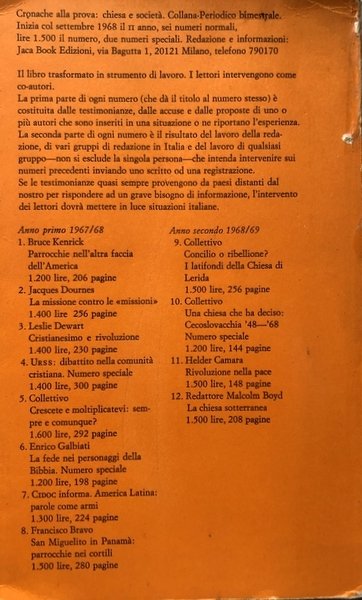 Cronache alla prova: chiesa e società. Collana-Periodico bimestrale.
Inizia col settembre 1968 il II anno, sei numeri normali,
lire 1.500 il numero, due numeri speciali. Redazione e informazioni:
Jaca Book Edizioni, via Bagutta 1, 20121 Milano, telefono 790170
Il libro trasformato in strumento di lavoro. I lettori intervengono come
co-autori.
La prima parte di ogni numero (che dà il titolo al numero stesso) è
costituita dalle testimonianze, dalle accuse e dalle proposte di uno o
più autori che sono inseriti in una situazione o ne riportano l'esperienza.
La seconda parte di ogni numero è il risultato del lavoro della reda-
zione, di vari gruppi di redazione in Italia e del lavoro di qualsiasi
gruppo—non si esclude la singola persona—che intenda intervenire sui
numeri precedenti inviando uno scritto od una registrazione.
Se le testimonianze quasi sempre provengono da paesi distanti dal
nostro per rispondere ad un grave bisogno di informazione, l'intervento
dei lettori dovrà mettere in luce situazioni italiane.
Anno primo 1967/68
1. Bruce Kenrick
Parrocchie nell'altra faccia
dell'America
1.200 lire, 206 pagine
2. Jacques Dournes
La missione contro le «missioni»
1.400 lire 256 pagine
3. Leslie Dewart
Cristianesimo e rivoluzione
1.400 lire, 230 pagine
4. URSS: dibattito nella comunità
cristiana. Numero speciale
1.400 lire, 300 pagine
5. Collettivo
Crescete e moltiplicatevi: sem-
pre e comunque?
1.600 lire, 292 pagine
6. Enrico Galbiati
La fede nei personaggi della
Bibbia. Numero speciale
1.200 lire, 198 pagine
7. CIDOC informa. America Latina:
parole come armi
1.300 lire, 224 pagine
8. Francisco Bravo
San Miguelito in Panamà:
parrocchie nei cortili
1.500 lire, 280 pagine
Anno secondo 1968/69
9. Collettivo
Concilio o ribellione?
I latifondi della Chiesa di
Lerida
1.500 lire, 256 pagine
10. Collettivo
Una chiesa che ha deciso:
Cecoslovacchia '48—'68
Numero speciale
1.200 lire, 144 pagine
11. Helder Camara
Rivoluzione nella pace
1.500 lire, 148 pagine
12. Redattore Malcolm Boyd
La chiesa sotterranea
1.500 lire, 208 pagine